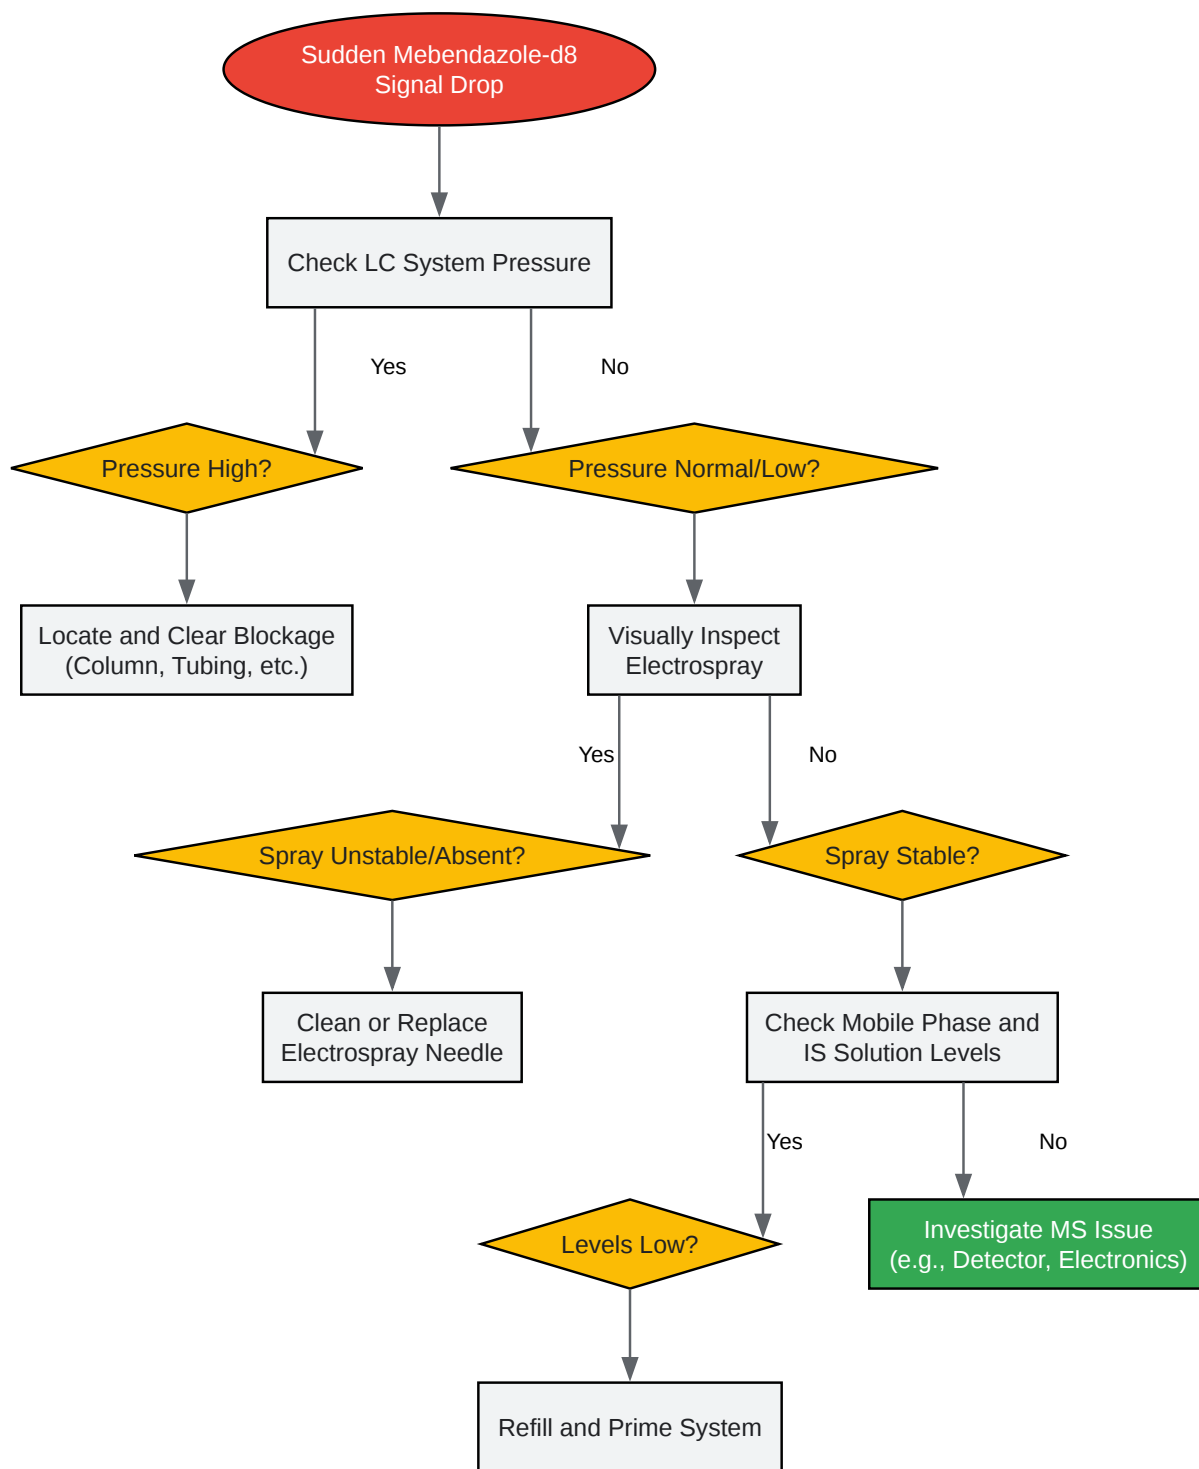 Sudden Mebendazole-d8
Signal Drop
Check LC System Pressure
Yes
No
Pressure High?
Pressure Normal/Low?
Locate and Clear Blockage
(Column, Tubing, etc.)
Visually Inspect
Electrospray
Yes
No
Spray Unstable/Absent?
Spray Stable?
Clean or Replace
Electrospray Needle
Check Mobile Phase and
IS Solution Levels
Yes
No
Levels Low?
Investigate MS Issue
(e.g., Detector, Electronics)
Refill and Prime System